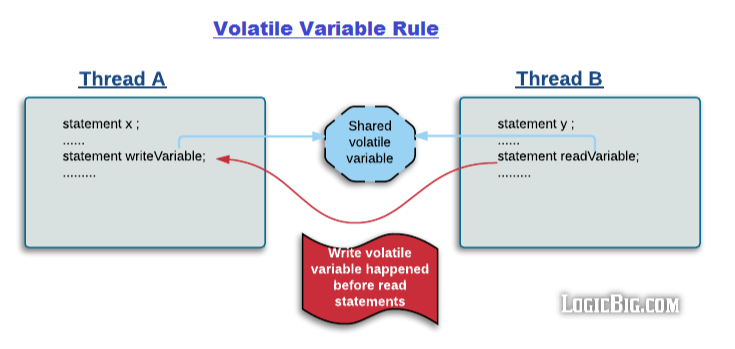 Volatile Variable Rule
Thread A
statement x ;
......
statement writeVariable;
.........
Shared
volatile
variable
Thread B
statement y ;
......
statement readVariable;
.........
Write volatile
variable happened
before read
statements
LogicBig.com